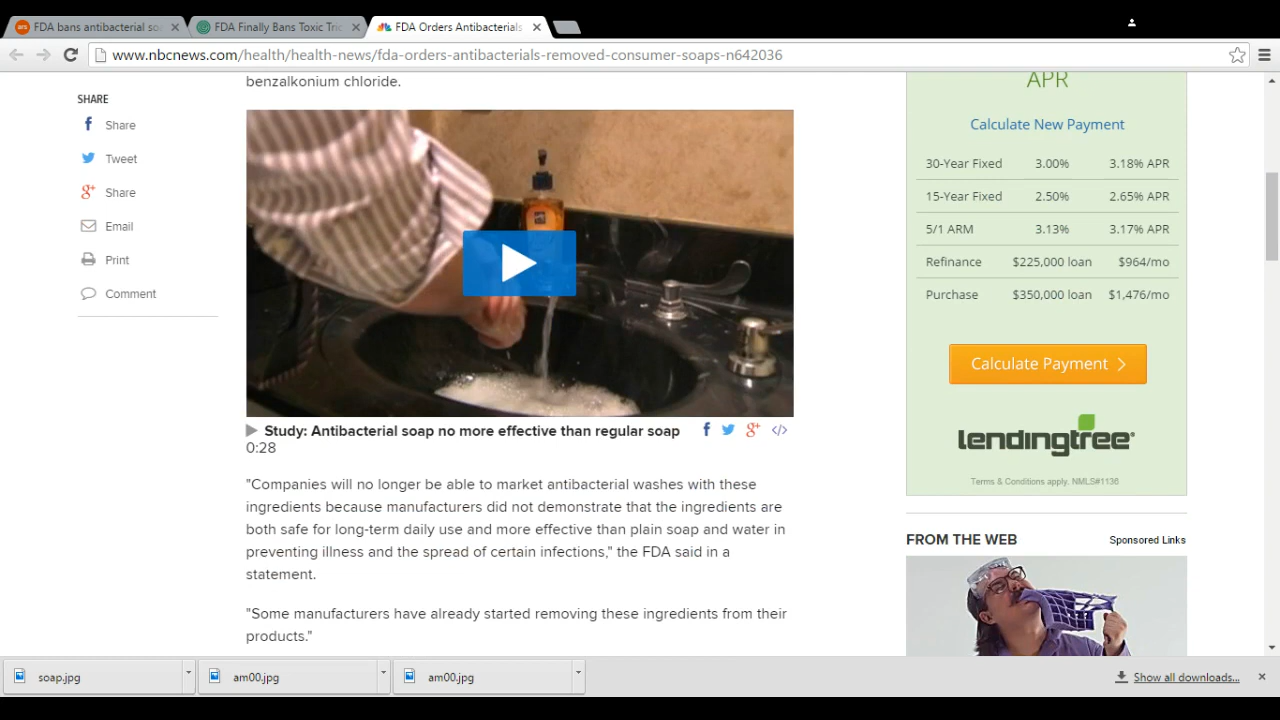 FDA bans antibacterial so
FDA Finally Bans Toxic Tric
FDA Orders Antibacterials
www.nbcnews.com/health/health-news/fda-orders-antibacterials-removed-consumer-soaps-n642036
benzalkonium chloride.
SHARE
Share
Tweet
Share
Email
Print
Comment
Study: Antibacterial soap no more effective than regular soap
0:28
"Companies will no longer be able to market antibacterial washes with these
ingredients because manufacturers did not demonstrate that the ingredients are
both safe for long-term daily use and more effective than plain soap and water in
preventing illness and the spread of certain infections," the FDA said in a
statement.
"Some manufacturers have already started removing these ingredients from their
products."
APR
Calculate New Payment
30-Year Fixed 3.00% 3.18% APR
15-Year Fixed 2.50% 2.65% APR
5/1 ARM 3.13% 3.17% APR
Refinance $225,000 loan $964/mo
Purchase $350,000 loan $1,476/mo
Calculate Payment
lendingtree
Terms & Conditions apply. NMLS#1136
FROM THE WEB Sponsored Links
soap.jpg
am00.jpg
am00.jpg
Show all downloads...